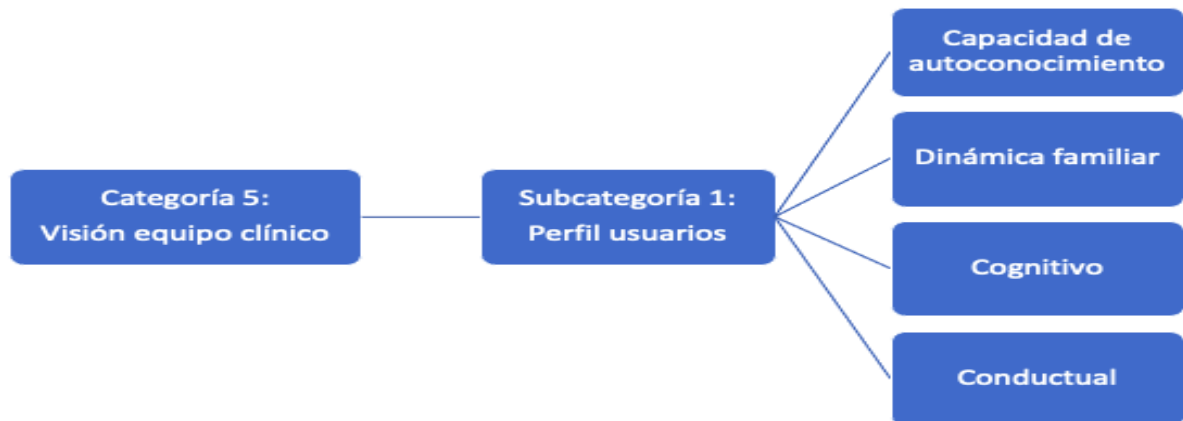 Categoría 5:
Visión equipo clínico
Subcategoría 1:
Perfil usuarios
Capacidad de
autoconocimiento
Dinámica familiar
Cognitivo
Conductual